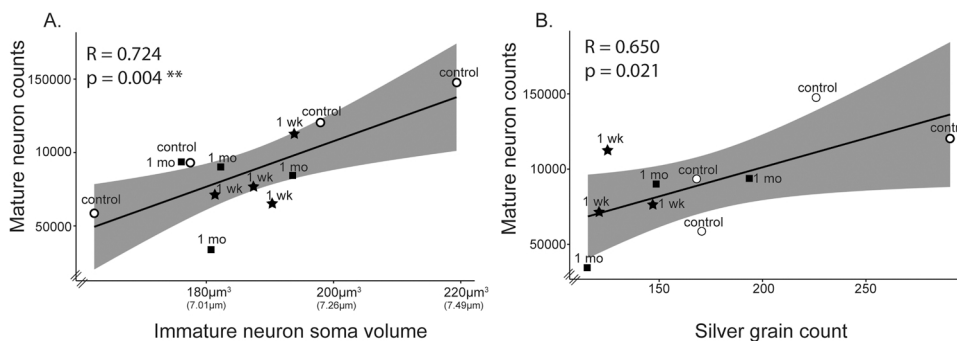 A.
R = 0.724
p = 0.004 **
Mature neuron counts
150000
10000
50000
control
control
1 wk
control
1 mo
1 mo
1 mo
control
1 wk
1 wk
1 wk
1 mo
180µm³
200µm³
220µm³
(7.01µm)
(7.26µm)
(7.49µm)
Immature neuron soma volume
B.
R = 0.650
p = 0.021
Mature neuron counts
150000
10000
50000
control
1 wk
contr
1 mo
control
1 mo
1 wk
1 wk
control
1 mo
150
200
250
Silver grain count